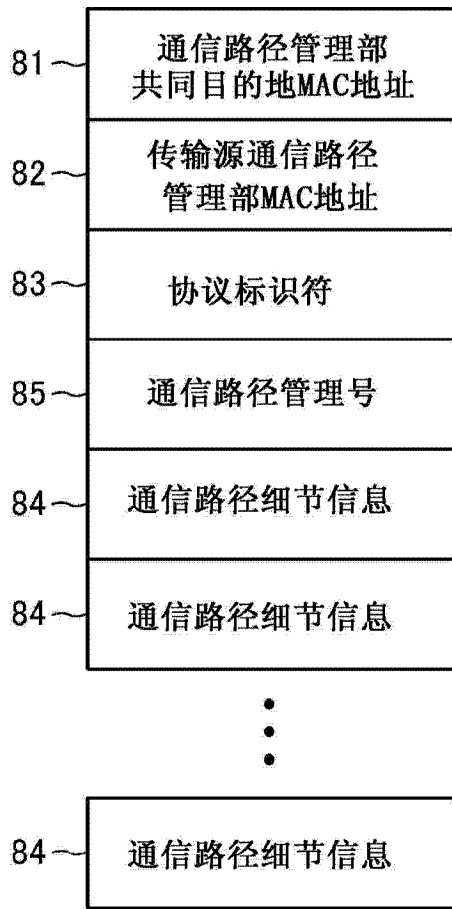 81
通信路径管理部
共同目的地MAC地址
82
传输源通信路径
管理部MAC地址
83
协议标识符
85
通信路径管理号
84
通信路径细节信息
84
通信路径细节信息
84
通信路径细节信息